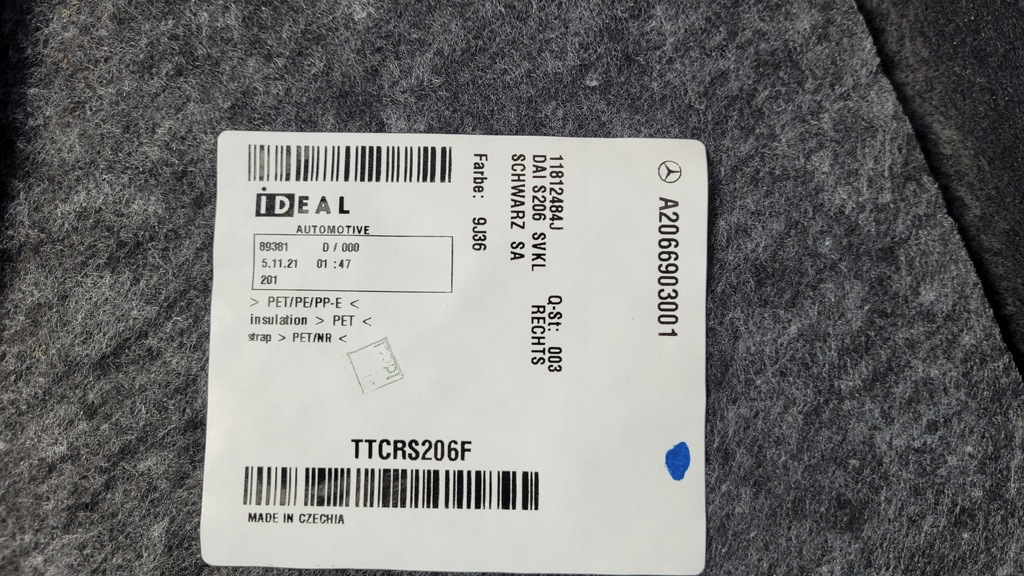 IDEAL
AUTOMOTIVE
89381 D / 000
5.11.21 01 :47
201
> PET/PE/PP-E <
insulation > PET <
strap > PET/NR <
TTCRS206F
MADE IN CZECHIA
A2066903001
11812484J
DAI S206 SVKL Q-St: 003
SCHWARZ SA RECHTS
Farbe: 9J36